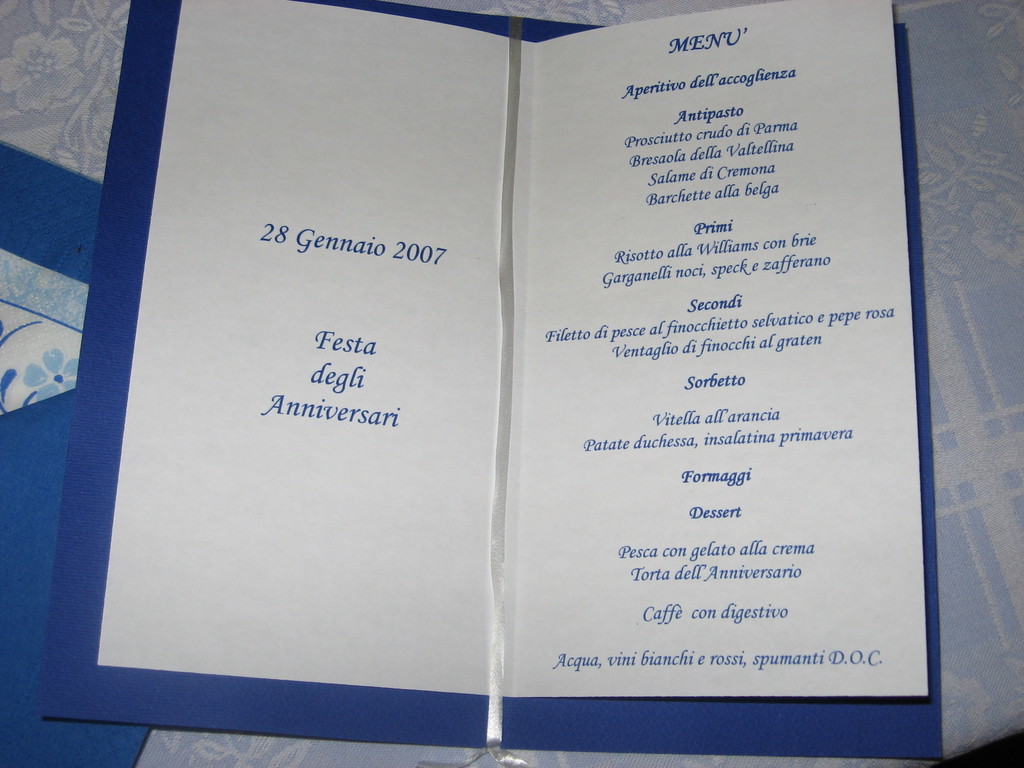 28 Gennaio 2007
Festa
degli
Anniversari
MENU'
Aperitivo dell'accoglienza
Antipasto
Prosciutto crudo di Parma
Bresaola della Valtellina
Salame di Cremona
Barchette alla belga
Primi
Risotto alla Williams con brie
Garganelli noci, speck e zafferano
Secondi
Filetto di pesce al finocchietto selvatico e pepe rosa
Ventaglio di finocchi al graten
Sorbetto
Vitella all'arancia
Patate duchessa, insalatina primavera
Formaggi
Dessert
Pesca con gelato alla crema
Torta dell'Anniversario
Caffè con digestivo
Acqua, vini bianchi e rossi, spumanti D.O.C.